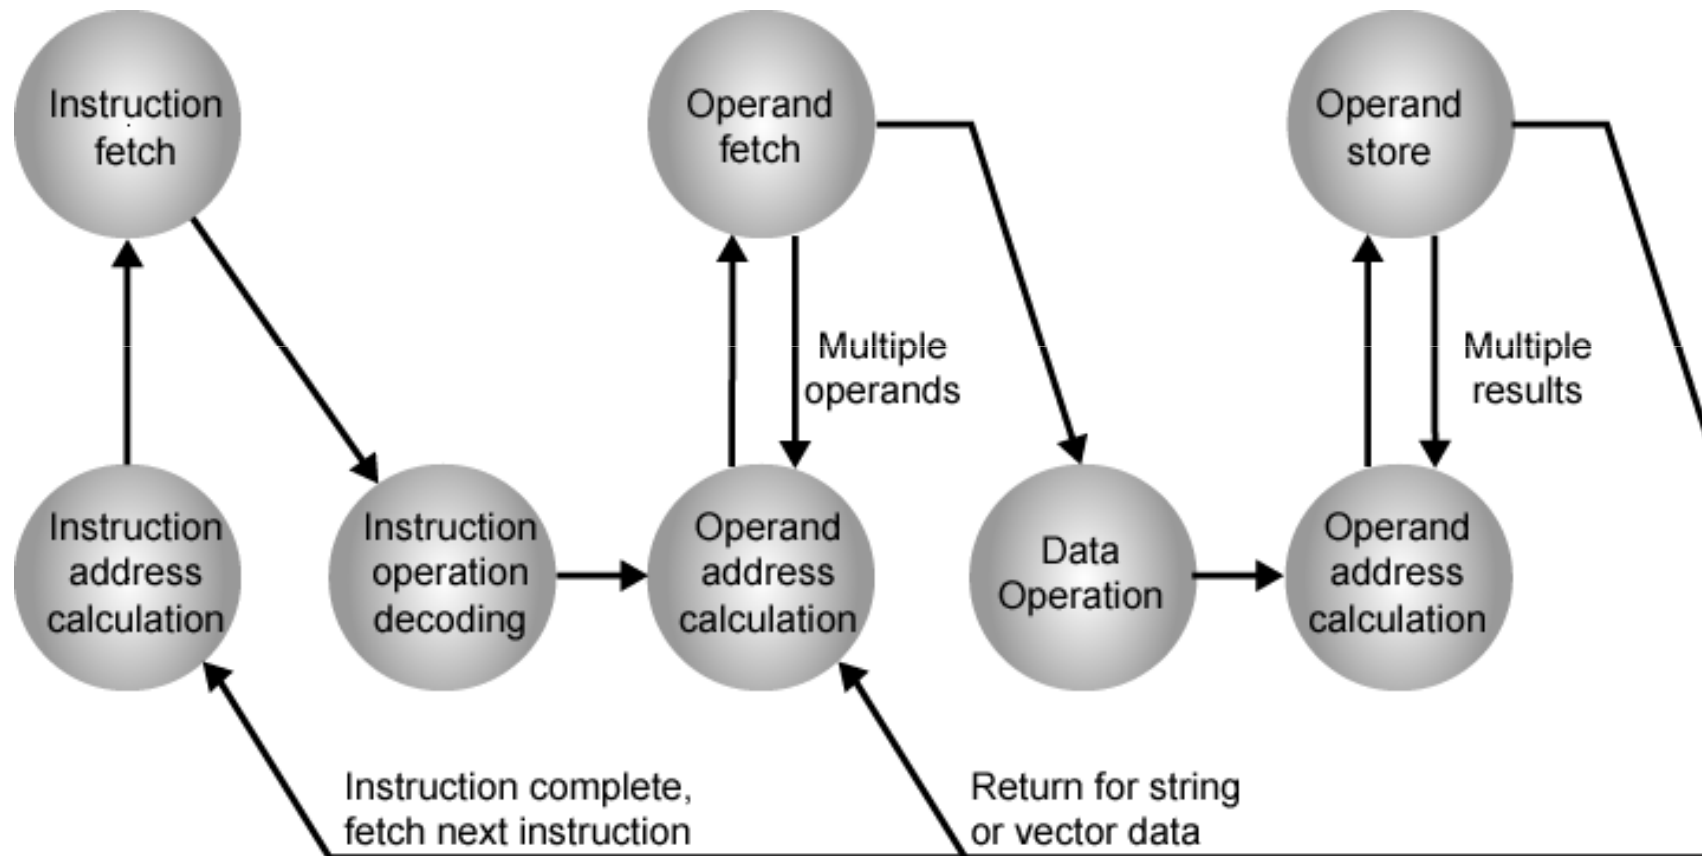 Instruction
fetch
Operand
fetch
Operand
store
Multiple
operands
Multiple
results
Instruction
address
calculation
Instruction
operation
decoding
Operand
address
calculation
Data
Operation
Operand
address
calculation
Instruction complete,
fetch next instruction
Return for string
or vector data